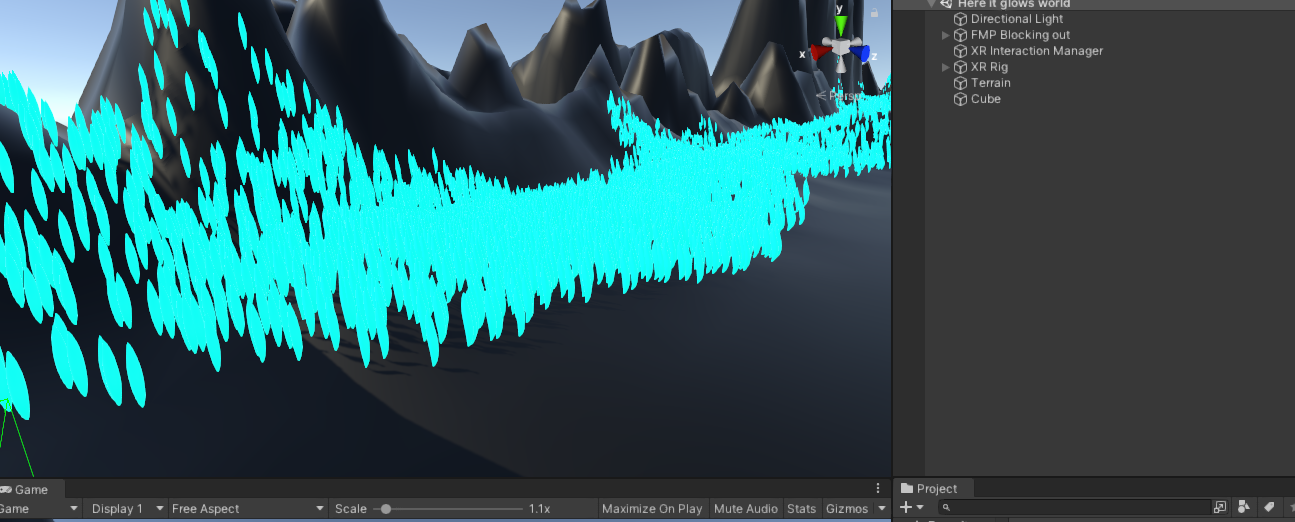 Here it glows world
Directional Light
FMP Blocking out
XR Interaction Manager
XR Rig
Terrain
Cube
y
x
z
< Persp
Game
Project
Game
Display 1
Free Aspect
Scale
1.1x
Maximize On Play
Mute Audio
Stats
Gizmos